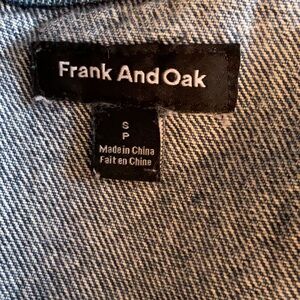 Frank And Oak
S
P
Made in China
Fait en Chine